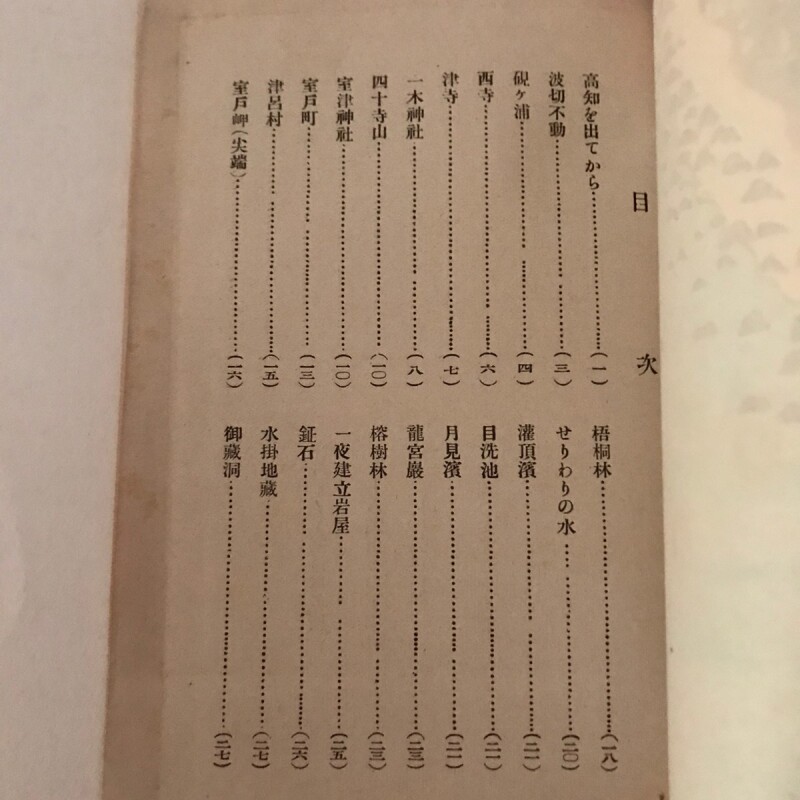 目次
高知を出てから……(一)
波切不動……(三)
硯ヶ浦……(四)
西寺……(六)
津寺……(七)
一木神社……(八)
四十寺山……(一〇)
室津神社……(一〇)
室戸町……(一三)
津呂村……(一五)
室戸岬(尖端)……(一六)
梧桐林……(一八)
せりわりの水……(二〇)
灌頂濱……(二一)
目洗池……(二一)
月見濱……(二一)
龍宮巖……(二三)
榕樹林……(二三)
一夜建立岩屋……(二五)
鉦石……(二六)
水掛地藏……(二七)
御藏洞……(二七)